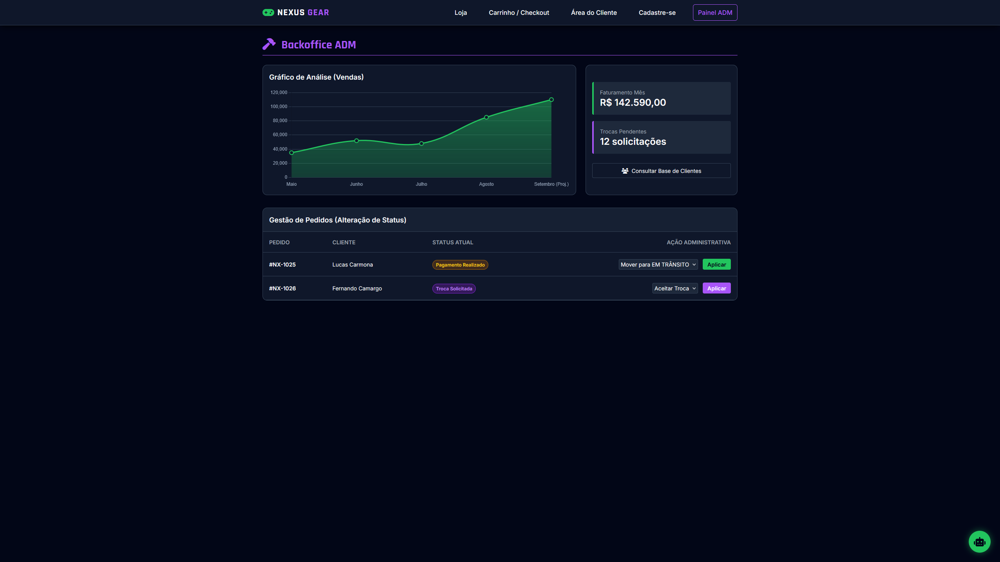 NEXUS GEAR
Loja
Carrinho / Checkout
Área do Cliente
Cadastre-se
Painel ADM
Backoffice ADM
Gráfico de Análise (Vendas)
120,000
100,000
80,000
60,000
40,000
20,000
0
Maio
Junho
Julho
Agosto
Setembro (Proj.)
Faturamento Mês
R$ 142.590,00
Trocas Pendentes
12 solicitações
Consultar Base de Clientes
Gestão de Pedidos (Alteração de Status)
PEDIDO CLIENTE STATUS ATUAL AÇÃO ADMINISTRATIVA
#NX-1025 Lucas Carmona Pagamento Realizado Mover para EM TRÂNSITO Aplicar
#NX-1026 Fernando Camargo Troca Solicitada Aceitar Troca Aplicar